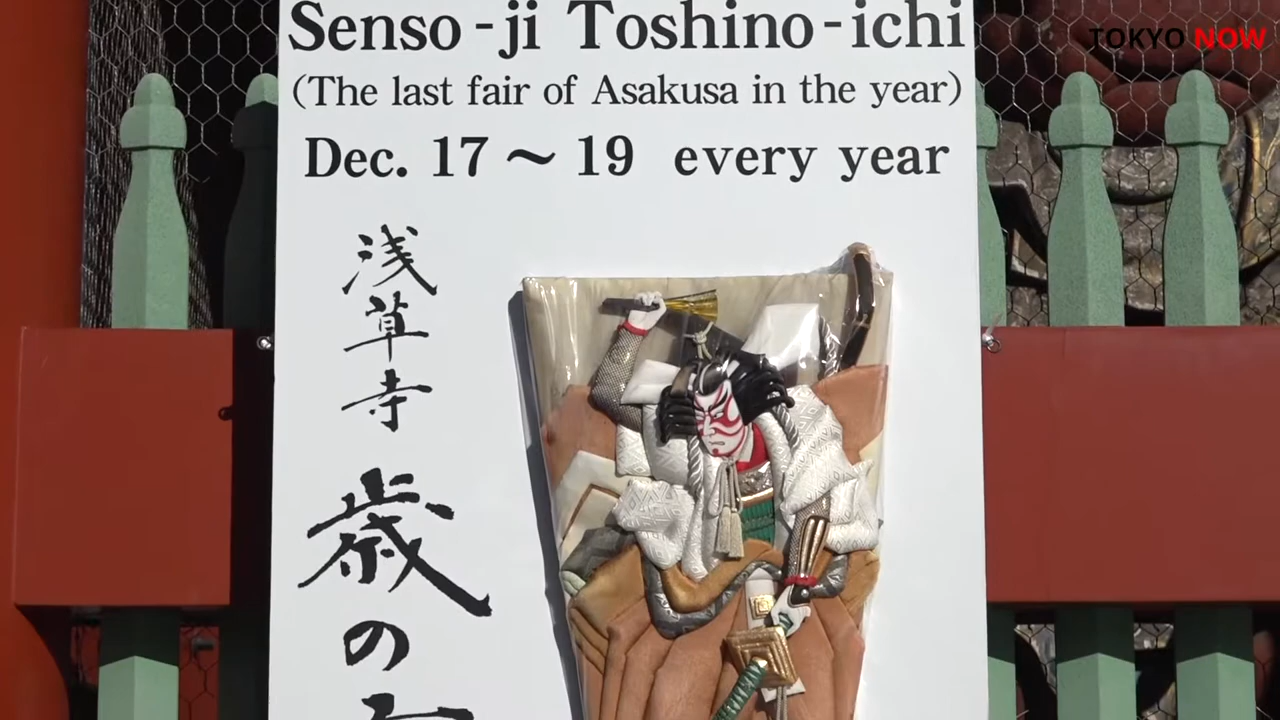 TOKYO NOW
Senso-ji Toshino-ichi
(The last fair of Asakusa in the year)
Dec. 17～19 every year
浅草寺
歳の